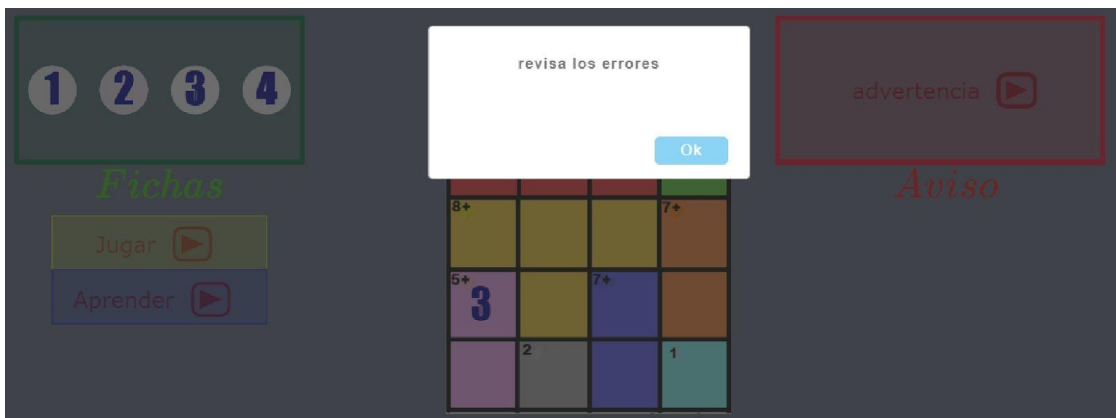 1 2 3 4
revisa los errores
Ok
advertencia
Fichas
Aviso
Jugar
Aprender
8+ 7+
5+ 7+
3
2 1